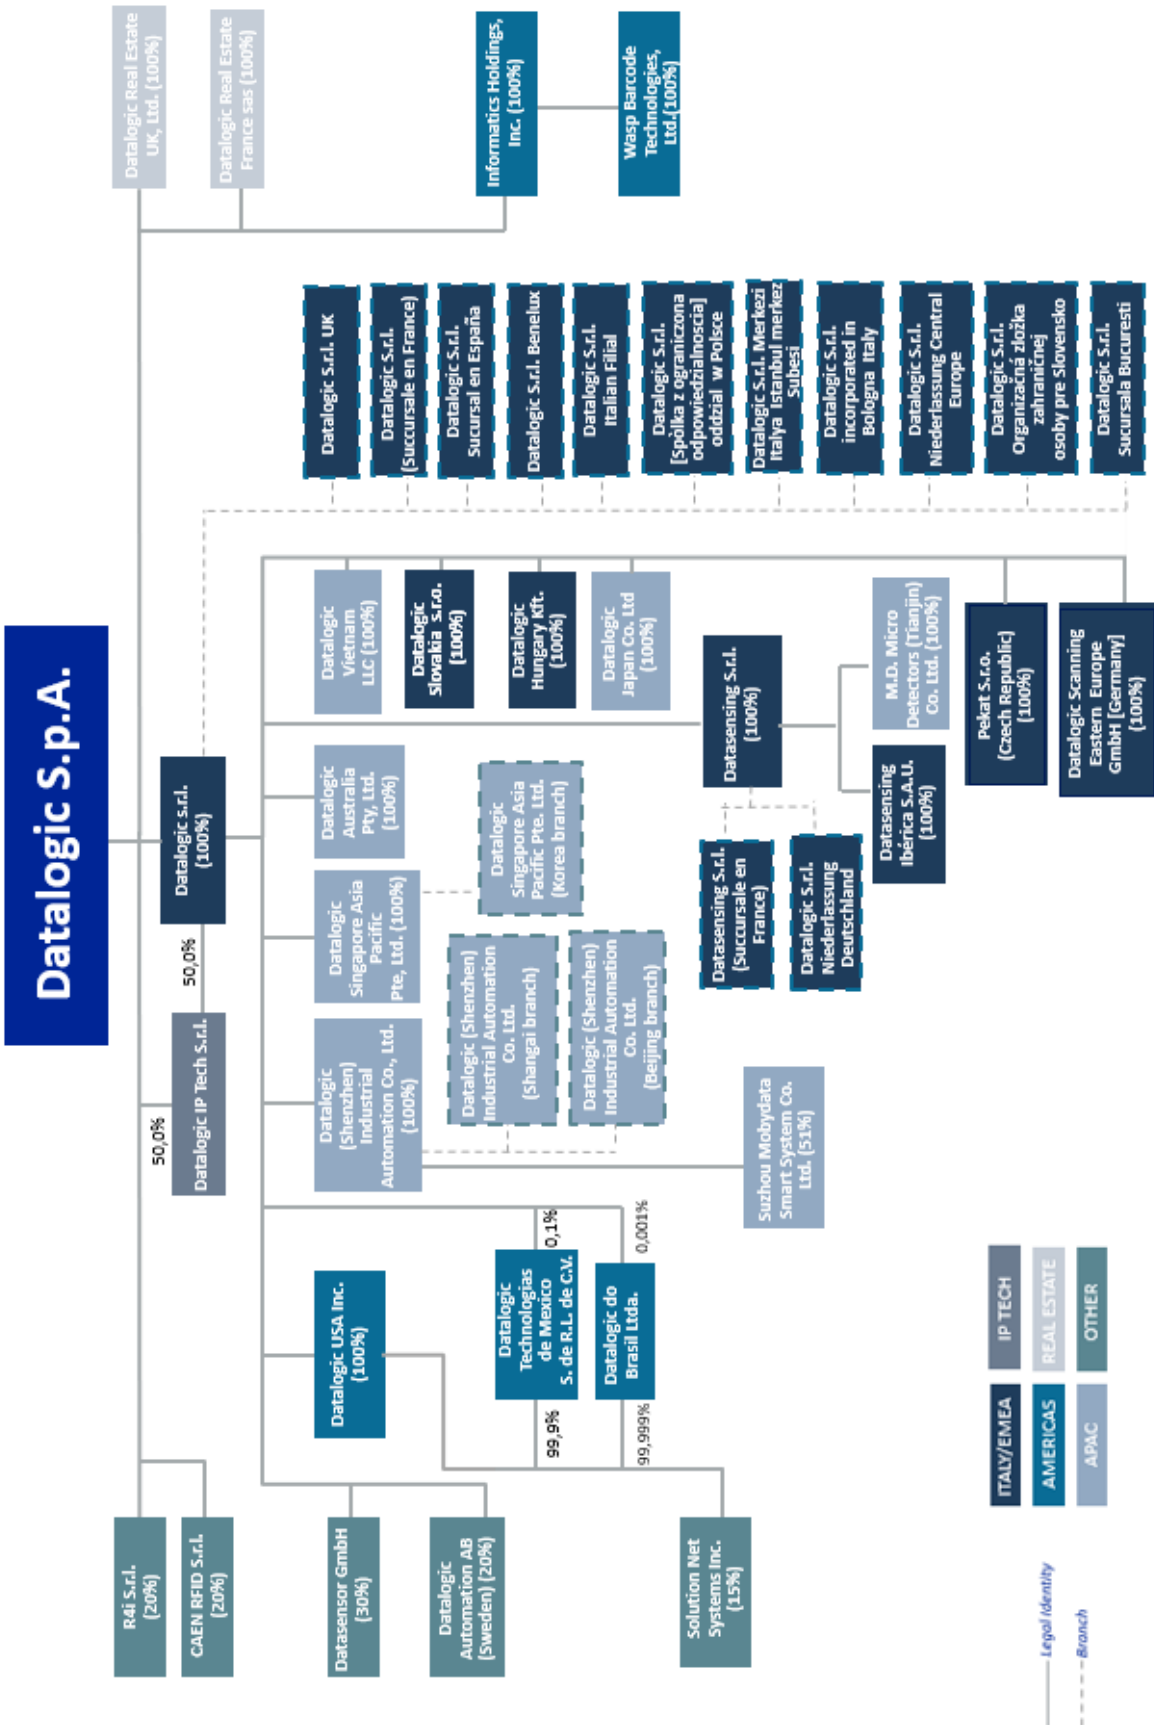 Datalogic S.p.A.
Datalogic Real Estate
UK, Ltd. (100%)
Datalogic Real Estate
France sas (100%)
Informatics Holdings,
Inc. (100%)
Wasp Barcode
Technologies,
Ltd.(100%)
R4i S.r.l.
(20%)
CAEN RFID S.r.l.
(20%)
50,0%
Datalogic IP Tech S.r.l.
50,0%
Datalogic s.r.l.
(100%)
Datasensor GmbH
(30%)
Datalogic
Automation AB
(Sweden) (20%)
Solution Net
Systems Inc.
(15%)
Datalogic USA Inc.
(100%)
99,9%
Datalogic
Technologias
de Mexico
S. de R.L. de C.V.
0,1%
99,999%
Datalogic do
Brasil Ltda.
0,001%
Datalogic
(Shenzhen)
Industrial
Automation Co., Ltd.
(100%)
Datalogic (Shenzhen)
Industrial Automation
Co. Ltd.
(Shangai branch)
Datalogic (Shenzhen)
Industrial Automation
Co. Ltd.
(Beijing branch)
Suzhou Mobydata
Smart System Co.
Ltd. (51%)
Datalogic
Singapore Asia
Pacific
Pte, Ltd. (100%)
Datalogic
Singapore Asia
Pacific Pte. Ltd.
(Korea branch)
Datalogic
Australia
Pty, Ltd.
(100%)
Datalogic
Vietnam
LLC (100%)
Datalogic
Slovakia s.r.o.
(100%)
Datalogic
Hungary Kft.
(100%)
Datalogic
Japan Co. Ltd
(100%)
Datasensing S.r.l.
(100%)
Datasensing S.r.l.
(Succursale en
France)
Datalogic S.r.l.
Niederlassung
Deutschland
Datasensing
Ibérica S.A.U.
(100%)
M.D. Micro
Detectors (Tianjin)
Co. Ltd. (100%)
Pekat S.r.o.
(Czech Republic)
(100%)
Datalogic Scanning
Eastern Europe
GmbH [Germany]
(100%)
Datalogic S.r.l. UK
Datalogic S.r.l.
(Succursale en France)
Datalogic S.r.l.
Sucursal en España
Datalogic S.r.l. Benelux
Datalogic S.r.l.
Italian Filial
Datalogic S.r.l.
[Spòlka z ograniczona
odpowiedzialnoscia]
oddzial w Polsce
Datalogic S.r.l. Merkezi
Italya Istanbul merkez
Subesi
Datalogic S.r.l.
incorporated in
Bologna Italy
Datalogic S.r.l.
Niederlassung Central
Europe
Datalogic S.r.l.
Organizačná zložka
zahraničnej
osoby pre Slovensko
Datalogic S.r.l.
Sucursala Bucuresti
Legal Identity
Branch
ITALY/EMEA
IP TECH
AMERICAS
REAL ESTATE
APAC
OTHER